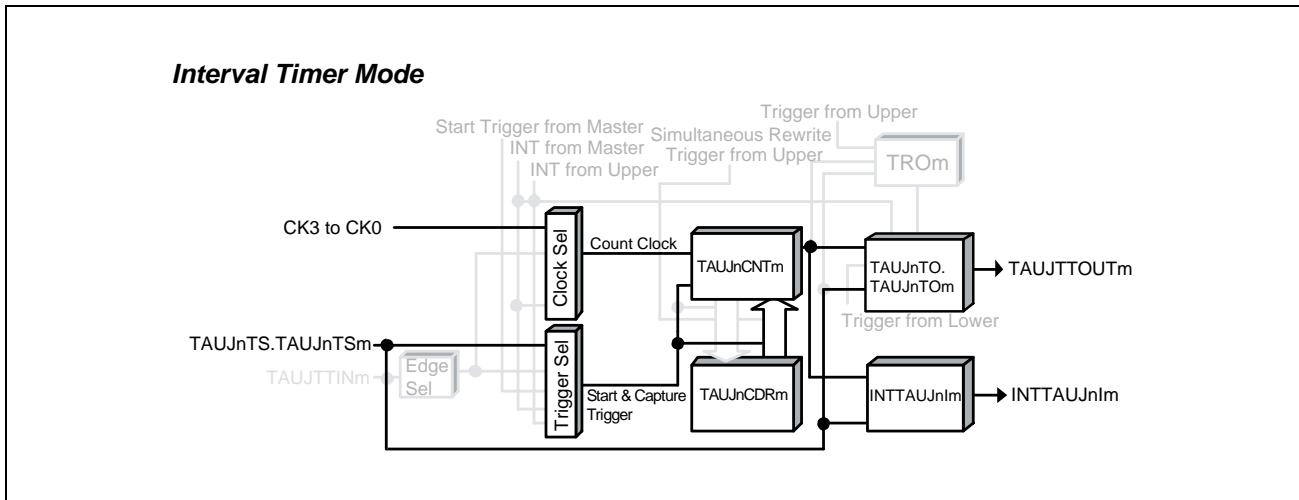 Interval Timer Mode
Trigger from Upper
Start Trigger from Master
Simultaneous Rewrite
INT from Master
Trigger from Upper
INT from Upper
TROm
CK3 to CK0
Clock Sel
Count Clock
TAUJnCNTm
TAUJnTO.
TAUJnTOm
TAUJTTOUTm
Trigger from Lower
TAUJnTS.TAUJnTSm
TAUJTTINm
Edge
Sel
Trigger Sel
Start & Capture
Trigger
TAUJnCDRm
INTTAUJnIm
INTTAUJnIm